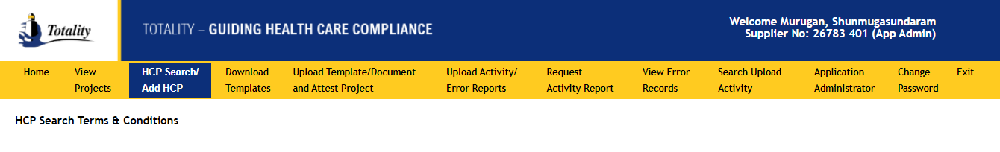 Totality
TOTALITY – GUIDING HEALTH CARE COMPLIANCE
Welcome Murugan, Shunmugasundaram
Supplier No: 26783 401 (App Admin)
Home
View
Projects
HCP Search/
Add HCP
Download
Templates
Upload Template/Document
and Attest Project
Upload Activity/
Error Reports
Request
Activity Report
View Error
Records
Search Upload
Activity
Application
Administrator
Change
Password
Exit
HCP Search Terms & Conditions